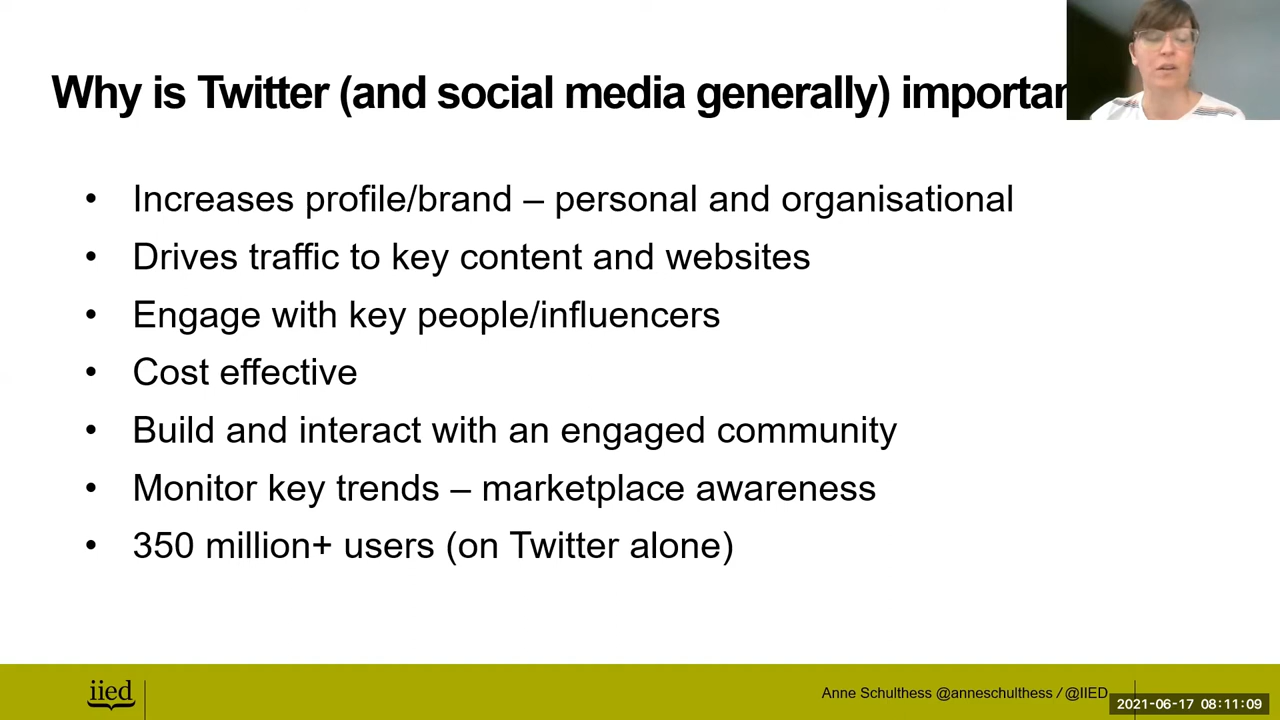 Why is Twitter (and social media generally) importan
• Increases profile/brand – personal and organisational
• Drives traffic to key content and websites
• Engage with key people/influencers
• Cost effective
• Build and interact with an engaged community
• Monitor key trends – marketplace awareness
• 350 million+ users (on Twitter alone)
iied
Anne Schulthess @anneschulthess / @IIED
2021-06-17 08:11:09